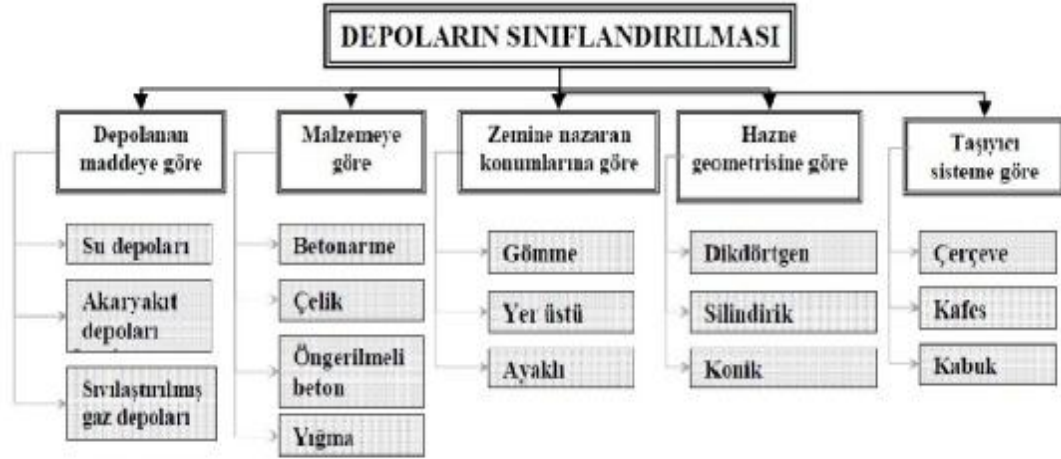 DEPOLARIN SINIFLANDIRILMASI
Depolanan
maddeye göre
Su depoları
Akaryakıt
depoları
Sıvılaştırılmış
gaz depoları
Malzemeye
göre
Betonarme
Çelik
Öngerilmeli
beton
Yığma
Zemine nazaran
konumlarına göre
Gömme
Yer üstü
Ayaklı
Hazne
geometrisine göre
Dikdörtgen
Silindirik
Konik
Taşıyıcı
sisteme göre
Çerçeve
Kafes
Kabuk